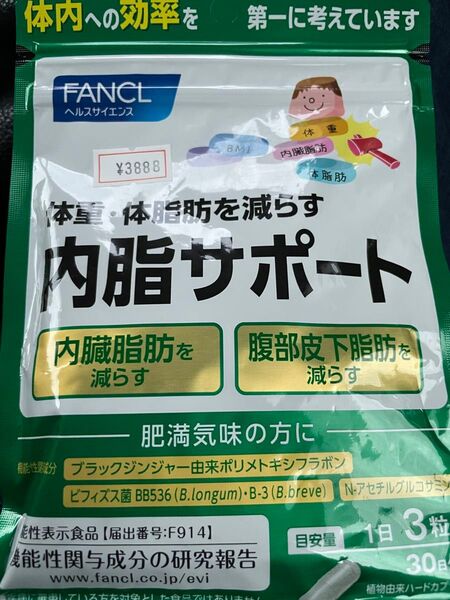 体内への効率を 第一に考えています
FANCL
ヘルスサイエンス
BMI
体重
内臓脂肪
体脂肪
¥3888
体重・体脂肪を減らす
内脂サポート
内臓脂肪を
減らす
腹部皮下脂肪を
減らす
肥満気味の方に
機能性関与成分
ブラックジンジャー由来ポリメトキシフラボン
ビフィズス菌 BB536 (B.longum)・B-3 (B.breve)
N-アセチルグルコサミン
能性表示食品【届出番号:F914】
機能性関与成分の研究報告
www.fancl.co.jp/evi
目安量 1日3粒
30日
植物由来ハードカプ